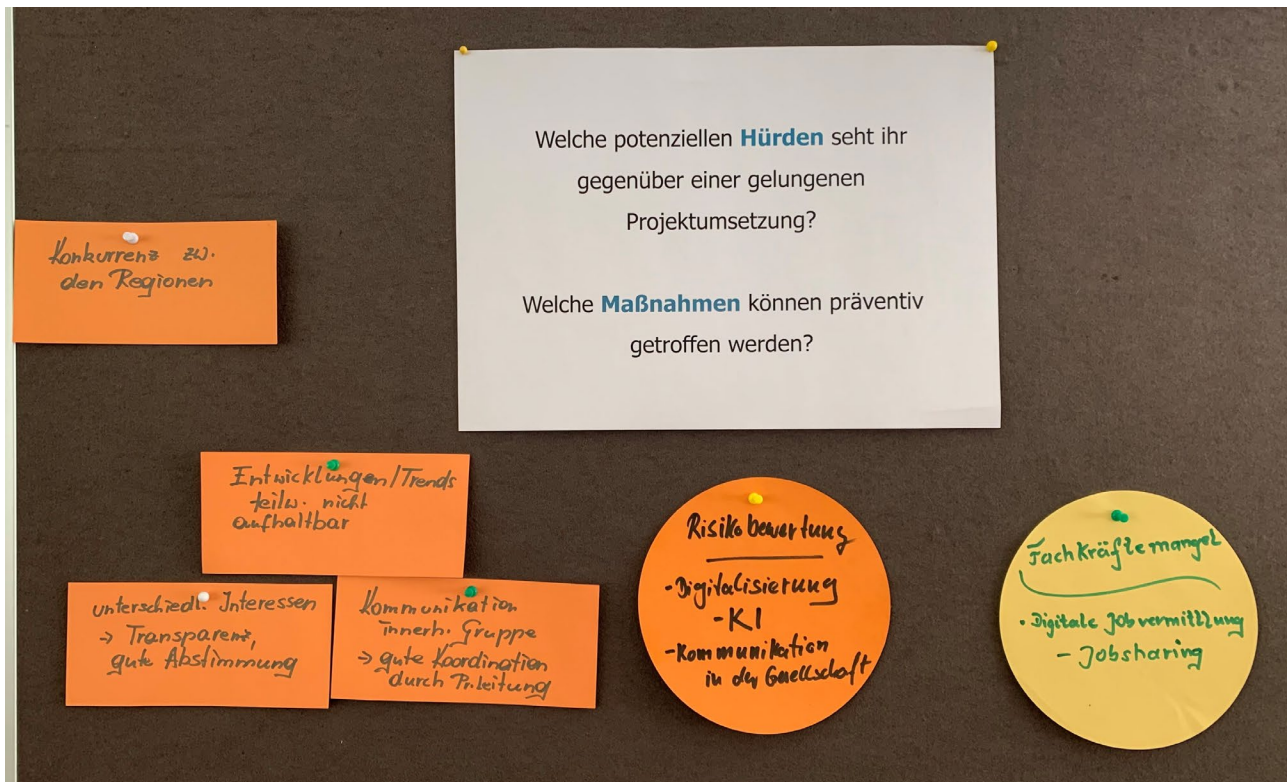 Welche potenziellen Hürden seht ihr
gegenüber einer gelungenen
Projektumsetzung?
Welche Maßnahmen können präventiv
getroffen werden?
Konkurrenz zw.
den Regionen
Entwicklungen/Trends
teilw. nicht
aufhaltbar
unterschiedl. Interessen
→ Transparenz,
gute Abstimmung
Kommunikation
innerh. Gruppe
→ gute Koordination
durch Pr.leitung
Risikobewertung
- Digitalisierung
- KI
- Kommunikation
in der Gesellschaft
Fachkräftemangel
• Digitale Jobvermittlung
- Jobsharing